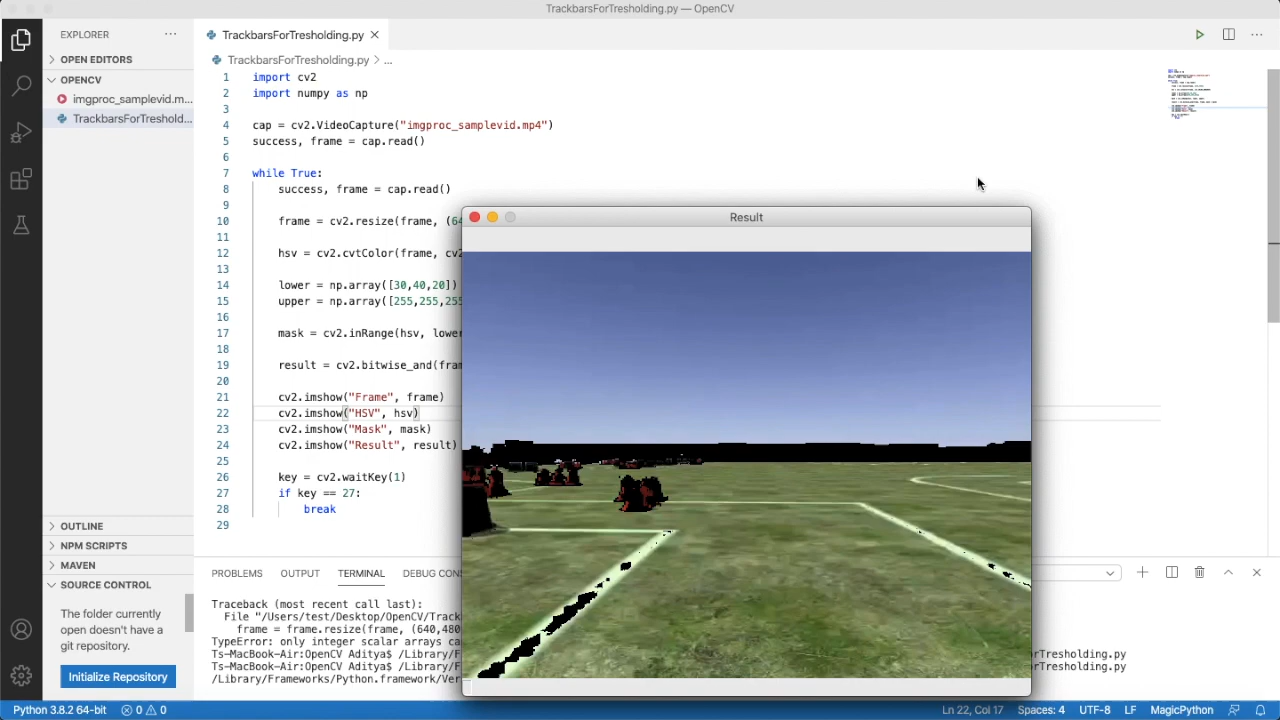 TrackbarsForTresholding.py — OpenCV
EXPLORER
OPEN EDITORS
OPENCV
imgproc_samplevid.m...
TrackbarsForTreshold...
TrackbarsForTresholding.py
TrackbarsForTresholding.py > ...
1 import cv2
2 import numpy as np
3
4 cap = cv2.VideoCapture("imgproc_samplevid.mp4")
5 success, frame = cap.read()
6
7 while True:
8 success, frame = cap.read()
9
10 frame = cv2.resize(frame, (64
11
12 hsv = cv2.cvtColor(frame, cv2
13
14 lower = np.array([30,40,20])
15 upper = np.array([255,255,255
16
17 mask = cv2.inRange(hsv, lower
18
19 result = cv2.bitwise_and(fram
20
21 cv2.imshow("Frame", frame)
22 cv2.imshow("HSV", hsv)
23 cv2.imshow("Mask", mask)
24 cv2.imshow("Result", result)
25
26 key = cv2.waitKey(1)
27 if key == 27:
28 break
29
Result
OUTLINE
NPM SCRIPTS
MAVEN
SOURCE CONTROL
The folder currently
open doesn't have a
git repository.
Initialize Repository
PROBLEMS OUTPUT TERMINAL DEBUG CON
Traceback (most recent call last):
File "/Users/test/Desktop/OpenCV/Track
frame = frame.resize(frame, (640,480
TypeError: only integer scalar arrays ca
Ts-MacBook-Air:OpenCV Aditya$ /Library/F orTresholding.py
Ts-MacBook-Air:OpenCV Aditya$ /Library/F orTresholding.py
/Library/Frameworks/Python.framework/Ver
Python 3.8.2 64-bit 0 0 Ln 22, Col 17 Spaces: 4 UTF-8 LF MagicPython